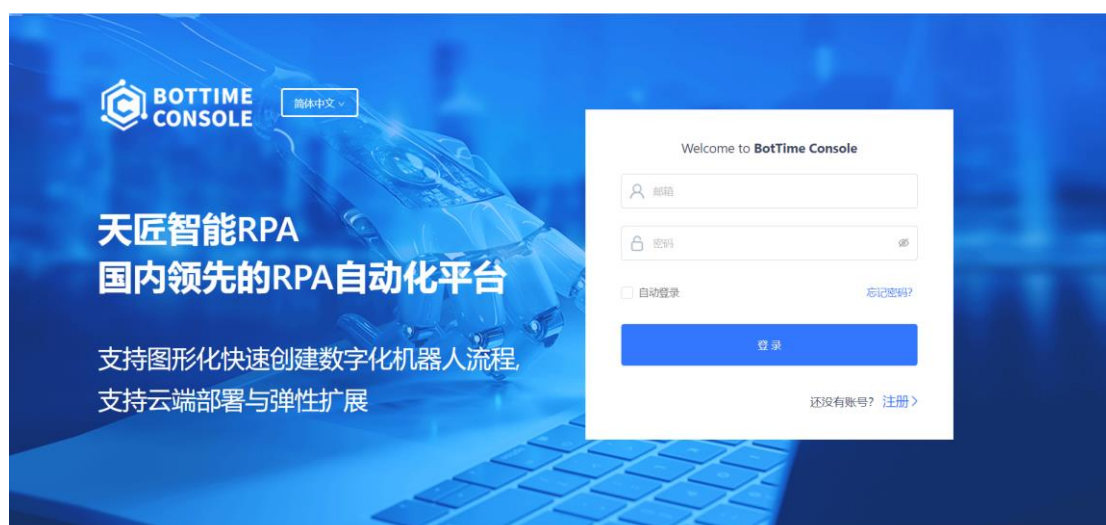 BOTTIME
CONSOLE
简体中文
天匠智能RPA
国内领先的RPA自动化平台
支持图形化快速创建数字化机器人流程,
支持云端部署与弹性扩展
Welcome to BotTime Console
邮箱
密码
自动登录
忘记密码?
登录
还没有账号? 注册